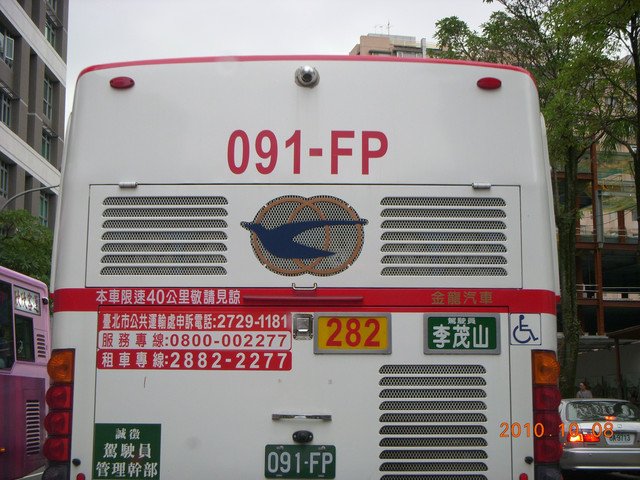 091-FP
本車限速40公里敬請見諒
金龍汽車
臺北市公共運輸處申訴電話:2729-1181
服務專線:0800-002277
租車專線:2882-2277
282
駕駛員
李茂山
誠徵
駕駛員
管理幹部
091-FP
2010.10.08